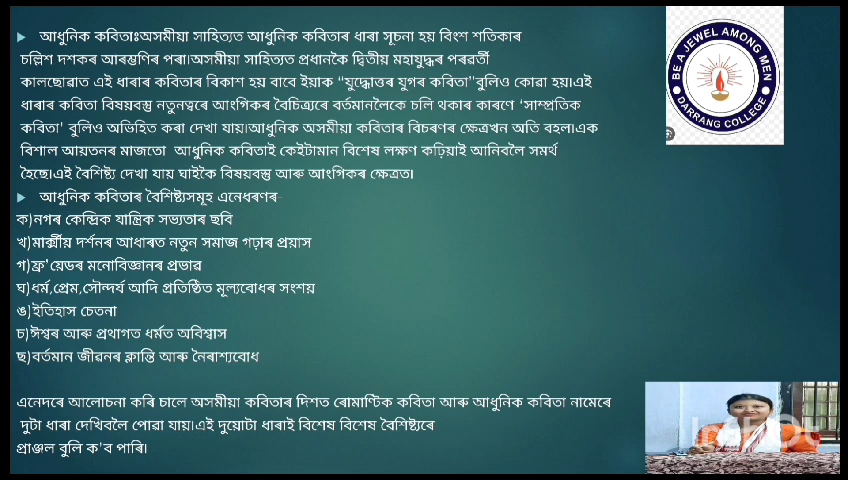 আধুনিক কবিতাঃঅসমীয়া সাহিত্যত আধুনিক কবিতাৰ ধাৰা সূচনা হয় বিংশ শতিকাৰ
চল্লিশ দশকৰ আৰম্ভণিৰ পৰা।অসমীয়া সাহিত্যত প্ৰধানকৈ দ্বিতীয় মহাযুদ্ধৰ পৰৱৰ্তী
কালছোৱাত এই ধাৰাৰ কবিতাৰ বিকাশ হয় বাবে ইয়াক "যুদ্ধোত্তৰ যুগৰ কবিতা"বুলিও কোৱা হয়।এই
ধাৰাৰ কবিতা বিষয়বস্তু নতুনত্বৰে আংগিকৰ বৈচিত্ৰ্যৰে বৰ্তমানলৈকে চলি থকাৰ কাৰণে 'সাম্প্ৰতিক
কবিতা' বুলিও অভিহিত কৰা দেখা যায়।আধুনিক অসমীয়া কবিতাৰ বিচৰণৰ ক্ষেত্ৰখন অতি বহল।এক
বিশাল আয়তনৰ মাজতো আধুনিক কবিতাই কেইটামান বিশেষ লক্ষণ কঢ়িয়াই আনিবলৈ সমৰ্থ
হৈছে।এই বৈশিষ্ট্য দেখা যায় ঘাইকৈ বিষয়বস্তু আৰু আংগিকৰ ক্ষেত্ৰত।
আধুনিক কবিতাৰ বৈশিষ্ট্যসমূহ এনেধৰণৰ-
ক)নগৰ কেন্দ্ৰিক যান্ত্ৰিক সভ্যতাৰ ছবি
খ)মাৰ্ক্সীয় দৰ্শনৰ আধাৰত নতুন সমাজ গঢ়াৰ প্ৰয়াস
গ)ফ্ৰ'য়েডৰ মনোবিজ্ঞানৰ প্ৰভাৱ
ঘ)ধৰ্ম,প্ৰেম,সৌন্দৰ্য আদি প্ৰতিষ্ঠিত মূল্যবোধৰ সংশয়
ঙ)ইতিহাস চেতনা
চ)ঈশ্বৰ আৰু প্ৰথাগত ধৰ্মত অবিশ্বাস
ছ)বৰ্তমান জীৱনৰ ক্লান্তি আৰু নৈৰাশ্যবোধ
এনেদৰে আলোচনা কৰি চালে অসমীয়া কবিতাৰ দিশত ৰোমাণ্টিক কবিতা আৰু আধুনিক কবিতা নামেৰে
দুটা ধাৰা দেখিবলৈ পোৱা যায়।এই দুয়োটা ধাৰাই বিশেষ বিশেষ বৈশিষ্ট্যৰে
প্ৰাঞ্জল বুলি ক'ব পাৰি।
BE A JEWEL AMONG MEN
DARRANG COLLEGE